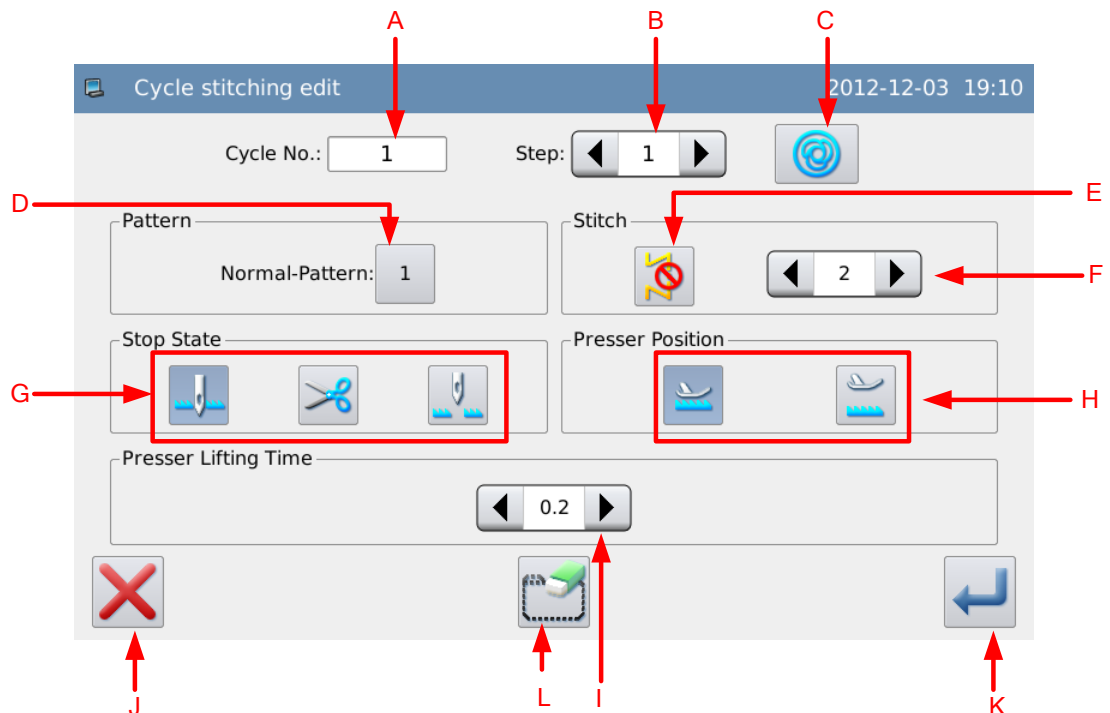 A B C
Cycle stitching edit 2012-12-03 19:10
Cycle No.: 1 Step: 1
D E
Pattern Stitch
Normal-Pattern: 1 2 F
Stop State Presser Position
G H
Presser Lifting Time
0.2
J L I K